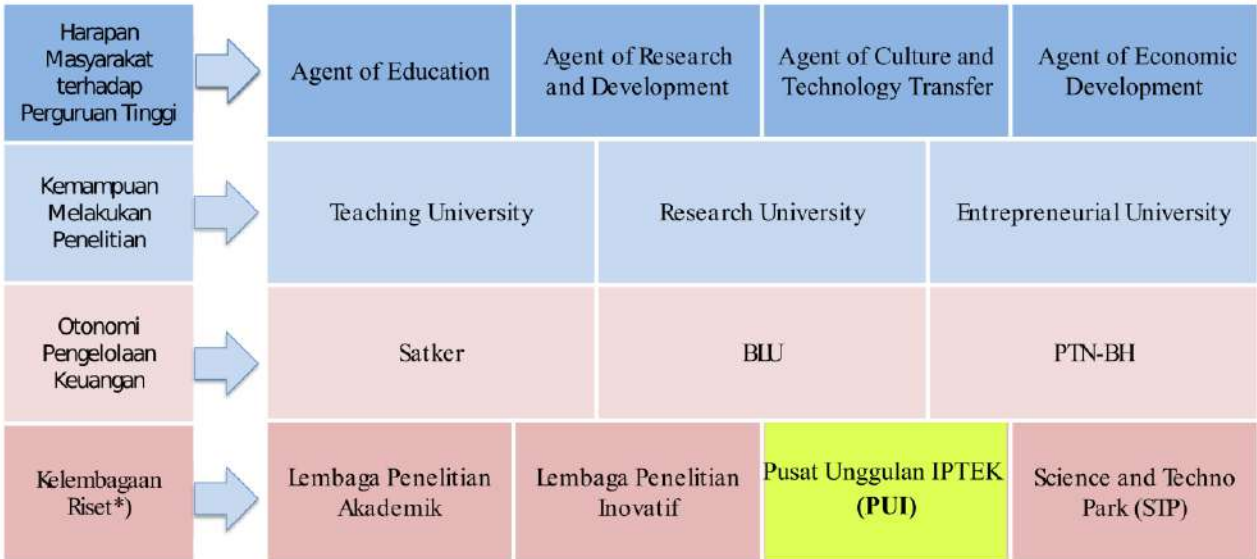 Harapan
Masyarakat
terhadap
Perguruan Tinggi
Agent of Education
Agent of Research
and Development
Agent of Culture and
Technology Transfer
Agent of Economic
Development
Kemampuan
Melakukan
Penelitian
Teaching University
Research University
Entrepreneurial University
Otonomi
Pengelolaan
Keuangan
Satker
BLU
PTN-BH
Kelembagaan
Riset*)
Lembaga Penelitian
Akademik
Lembaga Penelitian
Inovatif
Pusat Unggulan IPTEK
(PUI)
Science and Techno
Park (STP)